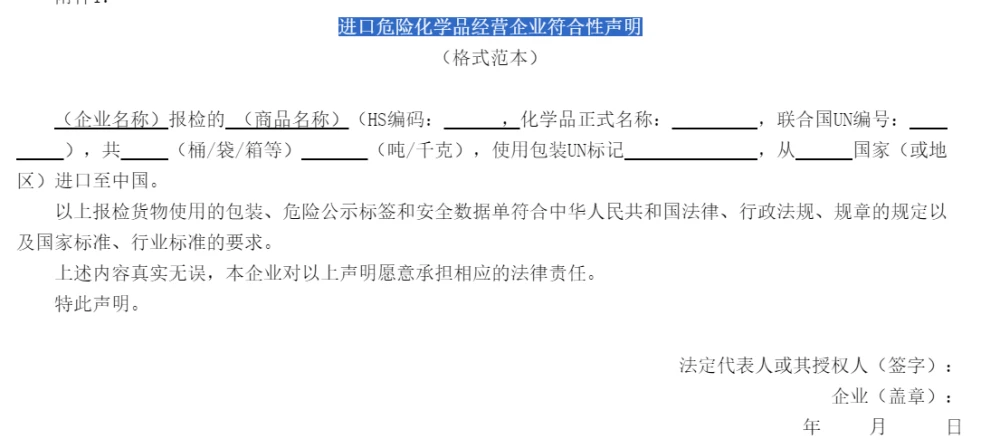 进口危险化学品经营企业符合性声明
（格式范本）
（企业名称）报检的 （商品名称）（HS编码：______，化学品正式名称：________，联合国UN编号：____
_____），共_____（桶/袋/箱等）_______（吨/千克），使用包装UN标记______________，从______国家（或地
区）进口至中国。
以上报检货物使用的包装、危险公示标签和安全数据单符合中华人民共和国法律、行政法规、规章的规定以
及国家标准、行业标准的要求。
上述内容真实无误，本企业对以上声明愿意承担相应的法律责任。
特此声明。
法定代表人或其授权人（签字）：
企业（盖章）：
年 月 日